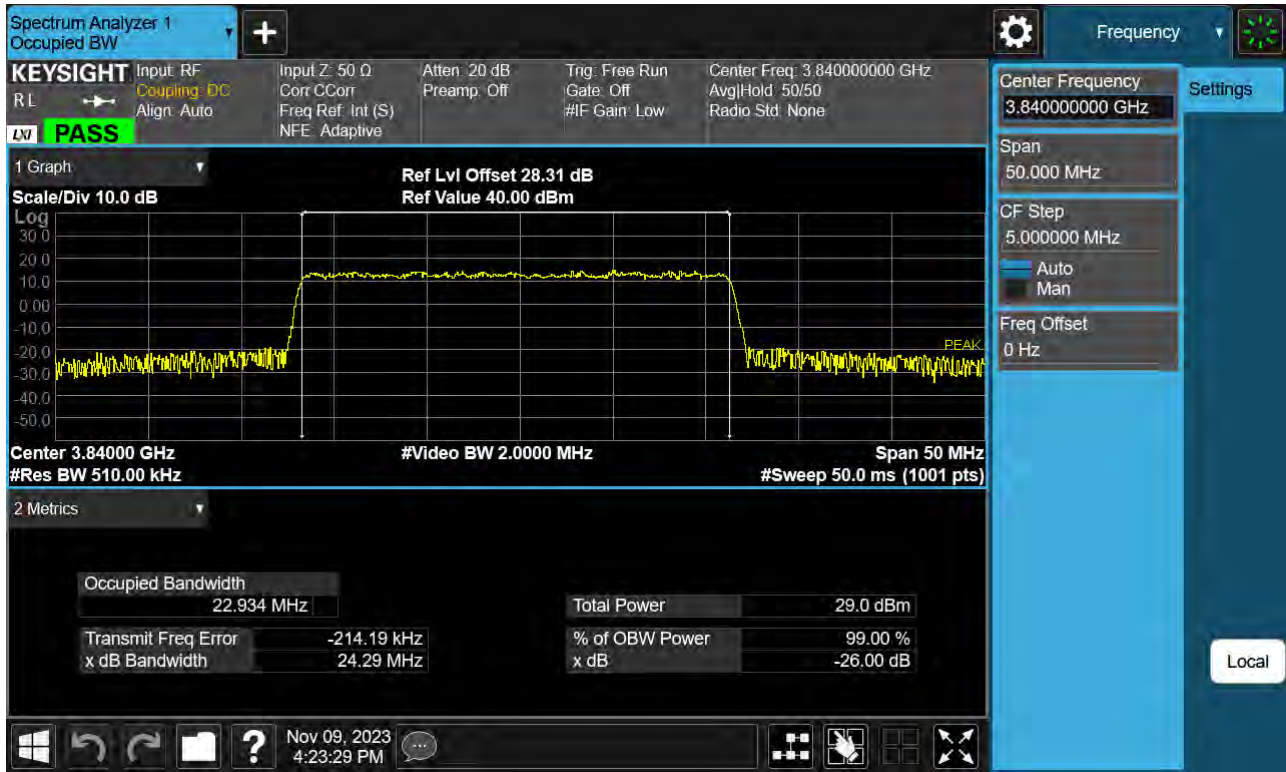 Spectrum Analyzer 1
Occupied BW
+
Frequency
KEYSIGHT
RL
LXI
PASS
Input: RF
Coupling: DC
Align: Auto
Input Z: 50 Ω
Corr CCorr
Freq Ref: Int (S)
NFE: Adaptive
Atten: 20 dB
Preamp: Off
Trig: Free Run
Gate: Off
#IF Gain: Low
Center Freq: 3.840000000 GHz
Avg|Hold: 50/50
Radio Std: None
Center Frequency
3.840000000 GHz
Settings
Span
50.000 MHz
CF Step
5.000000 MHz
Auto
Man
Freq Offset
0 Hz
Local
1 Graph
Scale/Div 10.0 dB
Ref Lvl Offset 28.31 dB
Ref Value 40.00 dBm
Log
30.0
20.0
10.0
0.00
-10.0
-20.0
-30.0
-40.0
-50.0
PEAK
Center 3.84000 GHz
#Video BW 2.0000 MHz
Span 50 MHz
#Res BW 510.00 kHz
#Sweep 50.0 ms (1001 pts)
2 Metrics
Occupied Bandwidth
22.934 MHz
Total Power 29.0 dBm
Transmit Freq Error -214.19 kHz
% of OBW Power 99.00 %
x dB Bandwidth 24.29 MHz
x dB -26.00 dB
?
Nov 09, 2023
4:23:29 PM